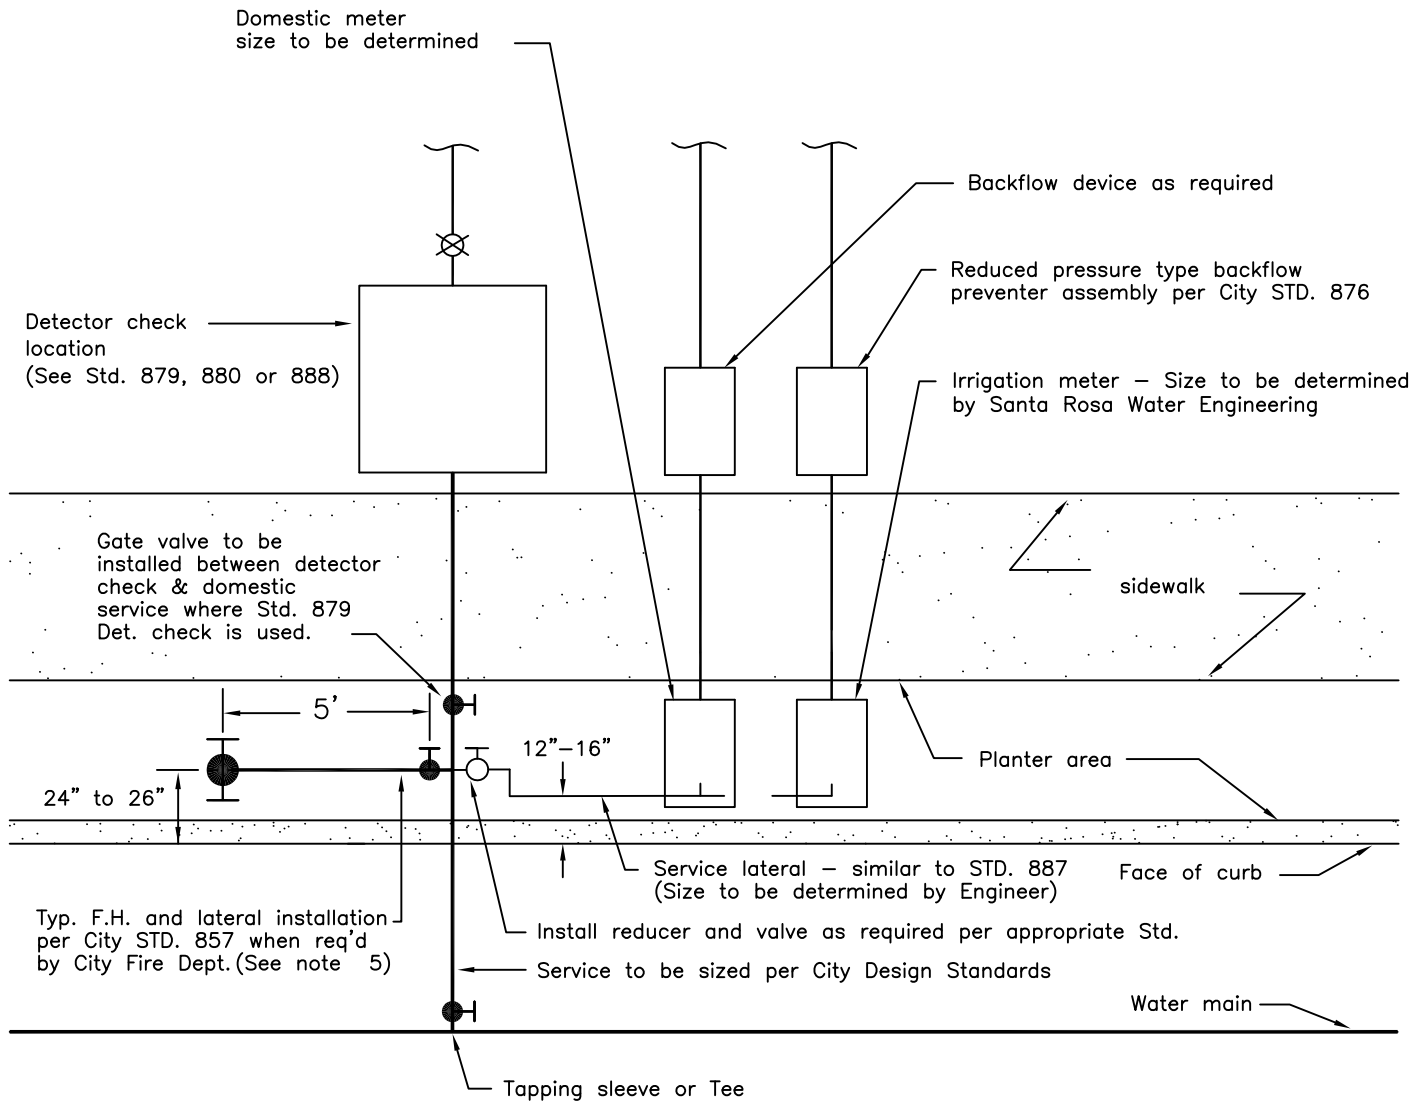 Domestic meter
size to be determined
Backflow device as required
Reduced pressure type backflow
preventer assembly per City STD. 876
Detector check
location
(See Std. 879, 880 or 888)
Irrigation meter – Size to be determined
by Santa Rosa Water Engineering
Gate valve to be
installed between detector
check & domestic
service where Std. 879
Det. check is used.
sidewalk
5'
12"–16"
Planter area
24" to 26"
Service lateral – similar to STD. 887
(Size to be determined by Engineer)
Face of curb
Typ. F.H. and lateral installation
per City STD. 857 when req'd
by City Fire Dept.(See note 5)
Install reducer and valve as required per appropriate Std.
Service to be sized per City Design Standards
Water main
Tapping sleeve or Tee